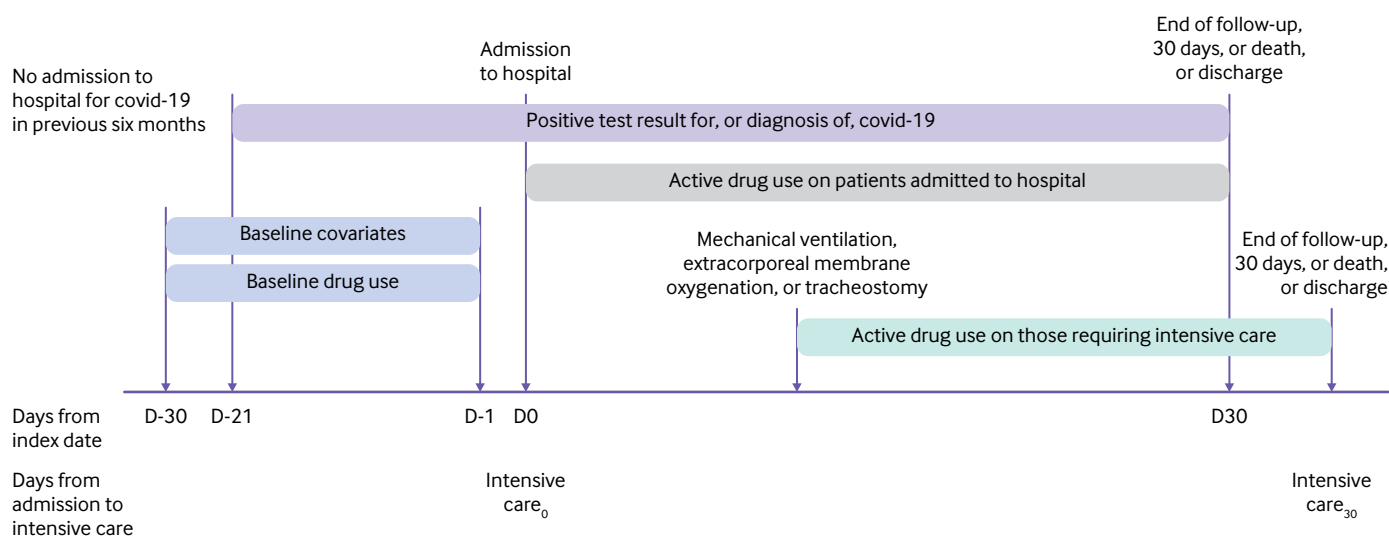 No admission to
hospital for covid-19
in previous six months
Admission
to hospital
End of follow-up,
30 days, or death,
or discharge
Positive test result for, or diagnosis of, covid-19
Active drug use on patients admitted to hospital
Baseline covariates
Baseline drug use
Mechanical ventilation,
extracorporeal membrane
oxygenation, or tracheostomy
End of follow-up,
30 days, or death,
or discharge
Active drug use on those requiring intensive care
Days from
index date
D-30 D-21 D-1 D0 D30
Days from
admission to
intensive care
Intensive
care₀
Intensive
care₃₀